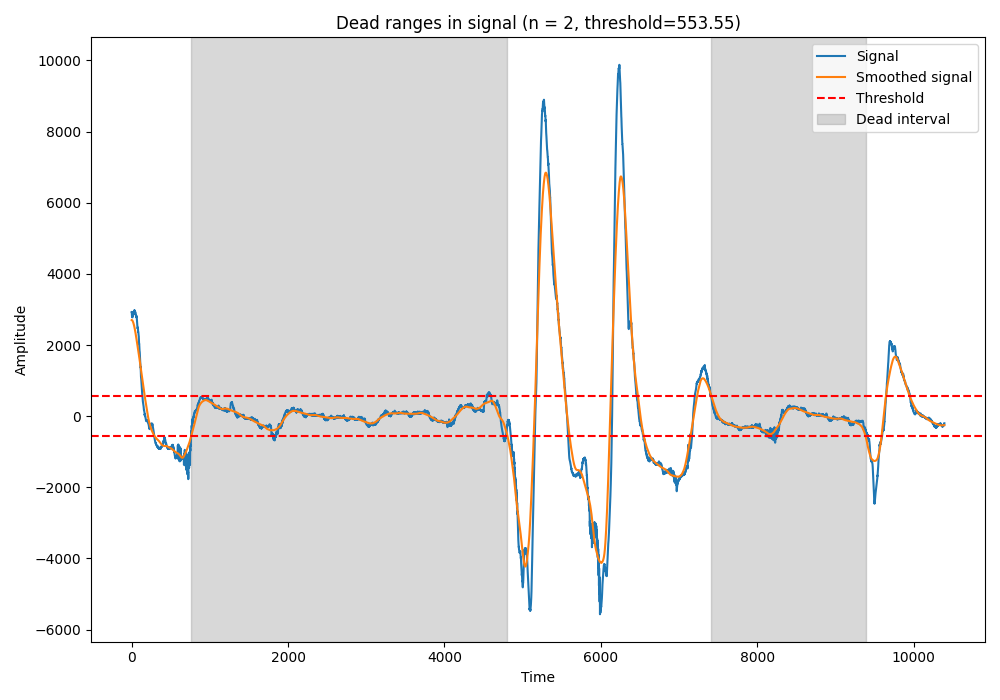 Dead ranges in signal (n = 2, threshold=553.55)
Signal
Smoothed signal
Threshold
Dead interval
Amplitude
10000
8000
6000
4000
2000
0
−2000
−4000
−6000
0 2000 4000 6000 8000 10000
Time